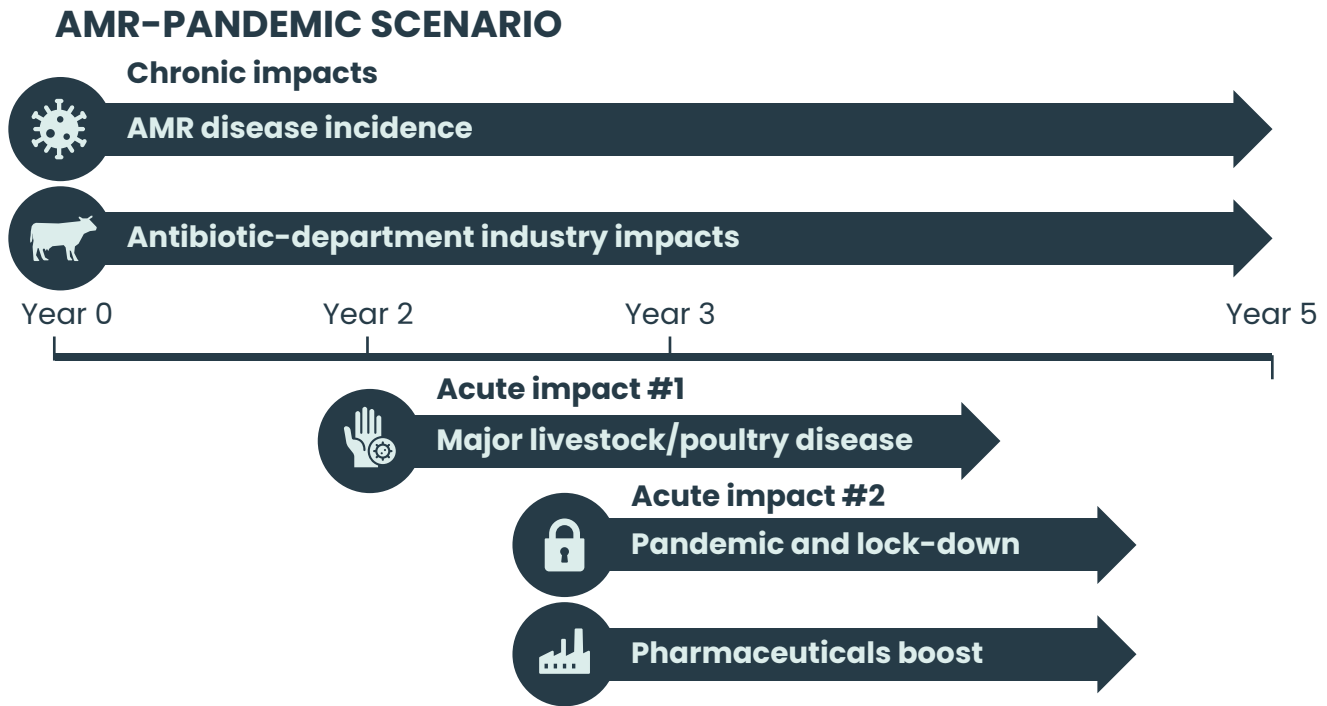 AMR-PANDEMIC SCENARIO
Chronic impacts
AMR disease incidence
Antibiotic-department industry impacts
Year 0 Year 2 Year 3 Year 5
Acute impact #1
Major livestock/poultry disease
Acute impact #2
Pandemic and lock-down
Pharmaceuticals boost